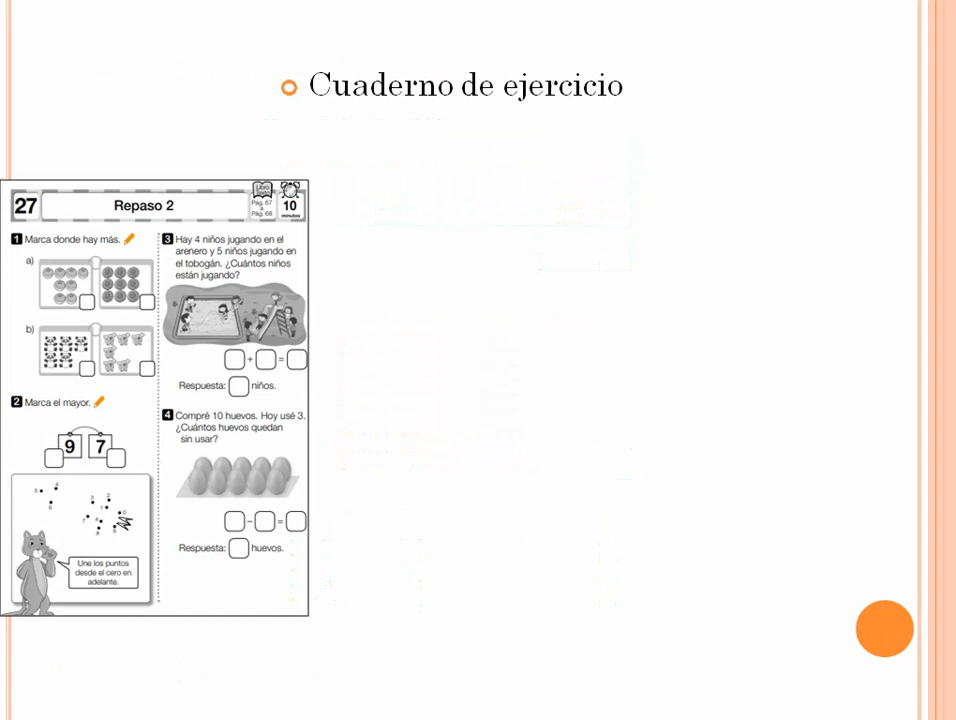 Cuaderno de ejercicio
27
Repaso 2
Libro
Texto
Pág. 67
a
Pág. 68
10
minutos
1 Marca donde hay más.
a)
b)
2 Marca el mayor.
9 7
Une los puntos
desde el cero en
adelante.
3 Hay 4 niños jugando en el
arenero y 5 niños jugando en
el tobogán. ¿Cuántos niños
están jugando?
+ =
Respuesta: niños.
4 Compré 10 huevos. Hoy usé 3.
¿Cuántos huevos quedan
sin usar?
− =
Respuesta: huevos.